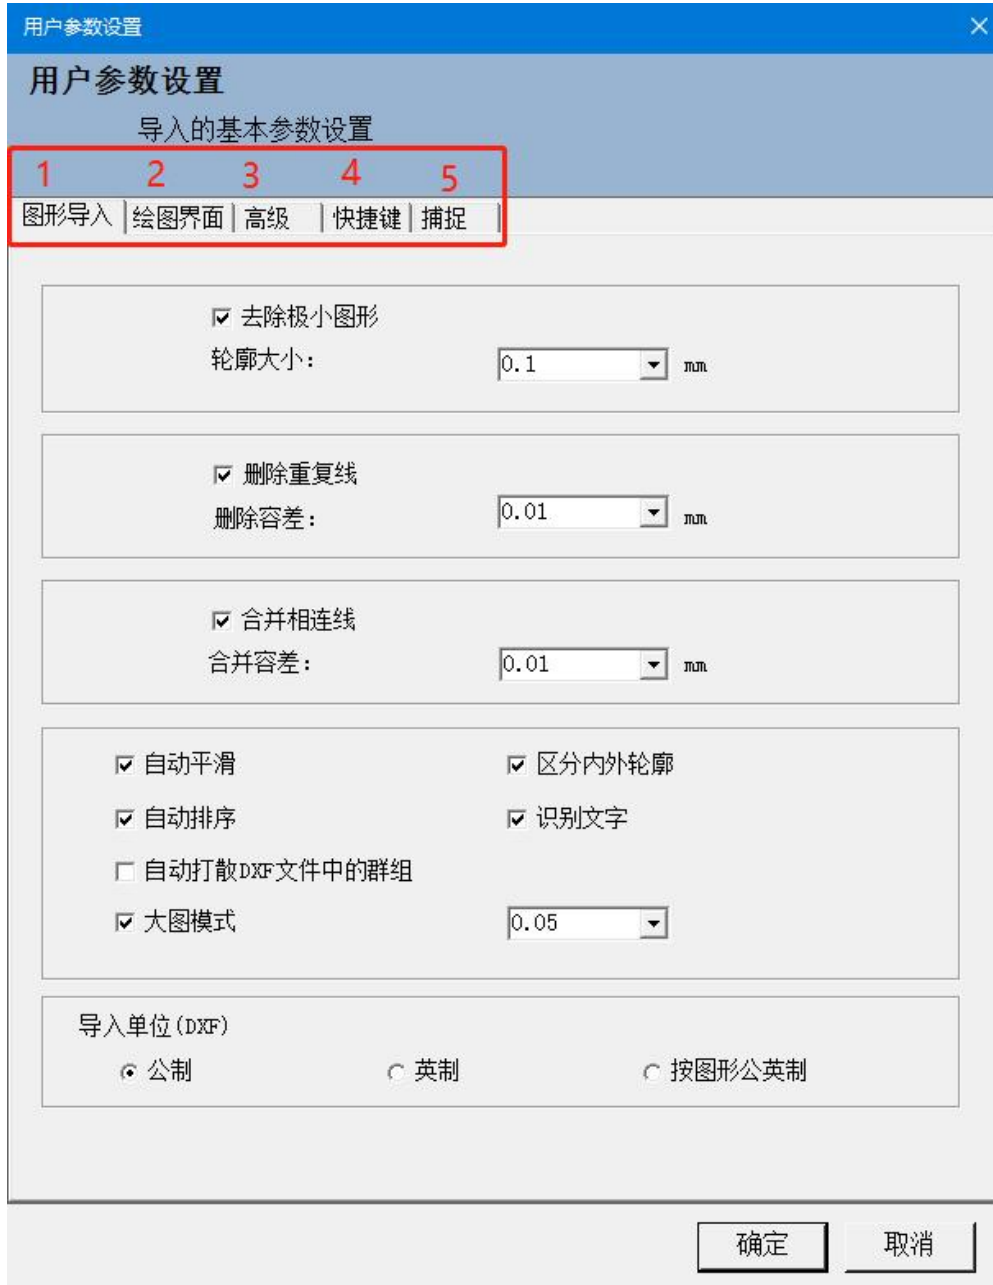 用户参数设置
用户参数设置
导入的基本参数设置
1 2 3 4 5
图形导入 绘图界面 高级 快捷键 捕捉
去除极小图形
轮廓大小: 0.1 mm
删除重复线
删除容差: 0.01 mm
合并相连线
合并容差: 0.01 mm
自动平滑 区分内外轮廓
自动排序 识别文字
自动打散DXF文件中的群组
大图模式 0.05
导入单位(DXF)
公制 英制 按图形公英制
确定 取消